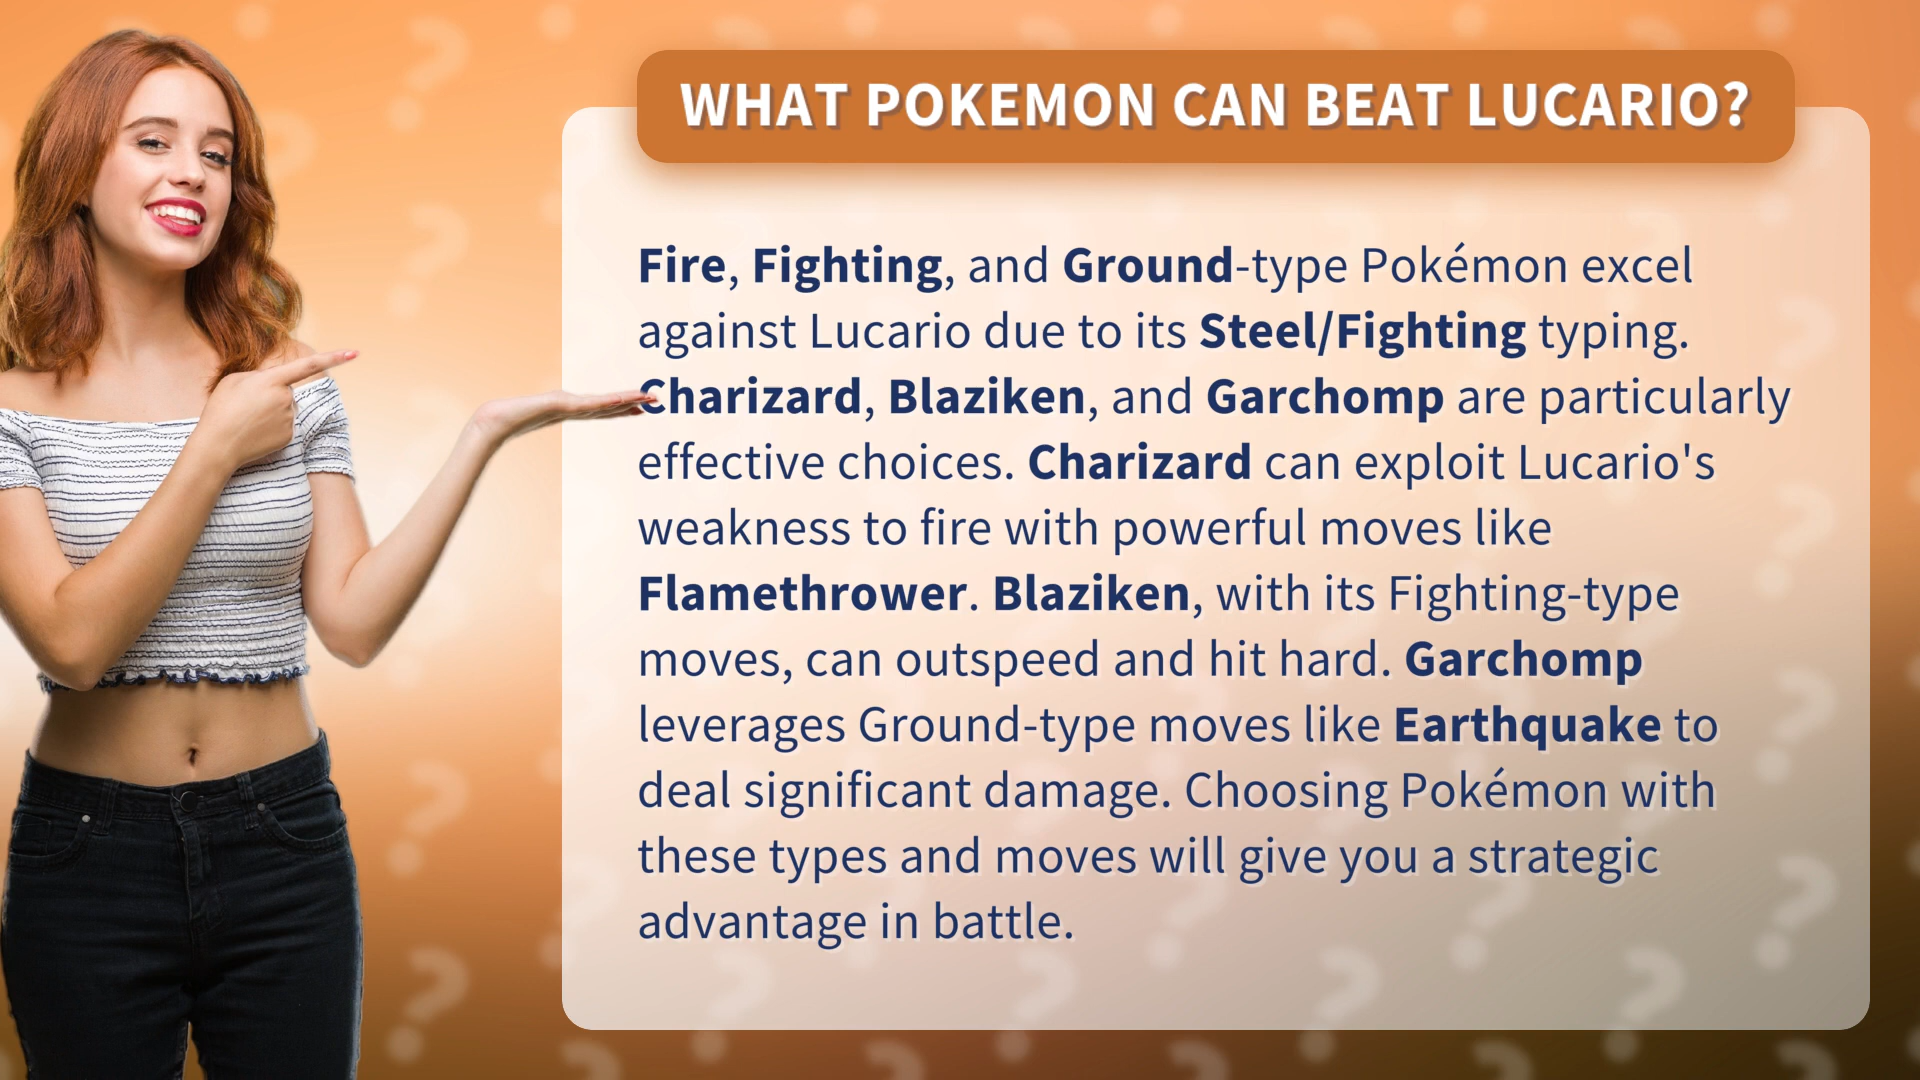 WHAT POKEMON CAN BEAT LUCARIO?
Fire, Fighting, and Ground-type Pokémon excel
against Lucario due to its Steel/Fighting typing.
Charizard, Blaziken, and Garchomp are particularly
effective choices. Charizard can exploit Lucario's
weakness to fire with powerful moves like
Flamethrower. Blaziken, with its Fighting-type
moves, can outspeed and hit hard. Garchomp
leverages Ground-type moves like Earthquake to
deal significant damage. Choosing Pokémon with
these types and moves will give you a strategic
advantage in battle.